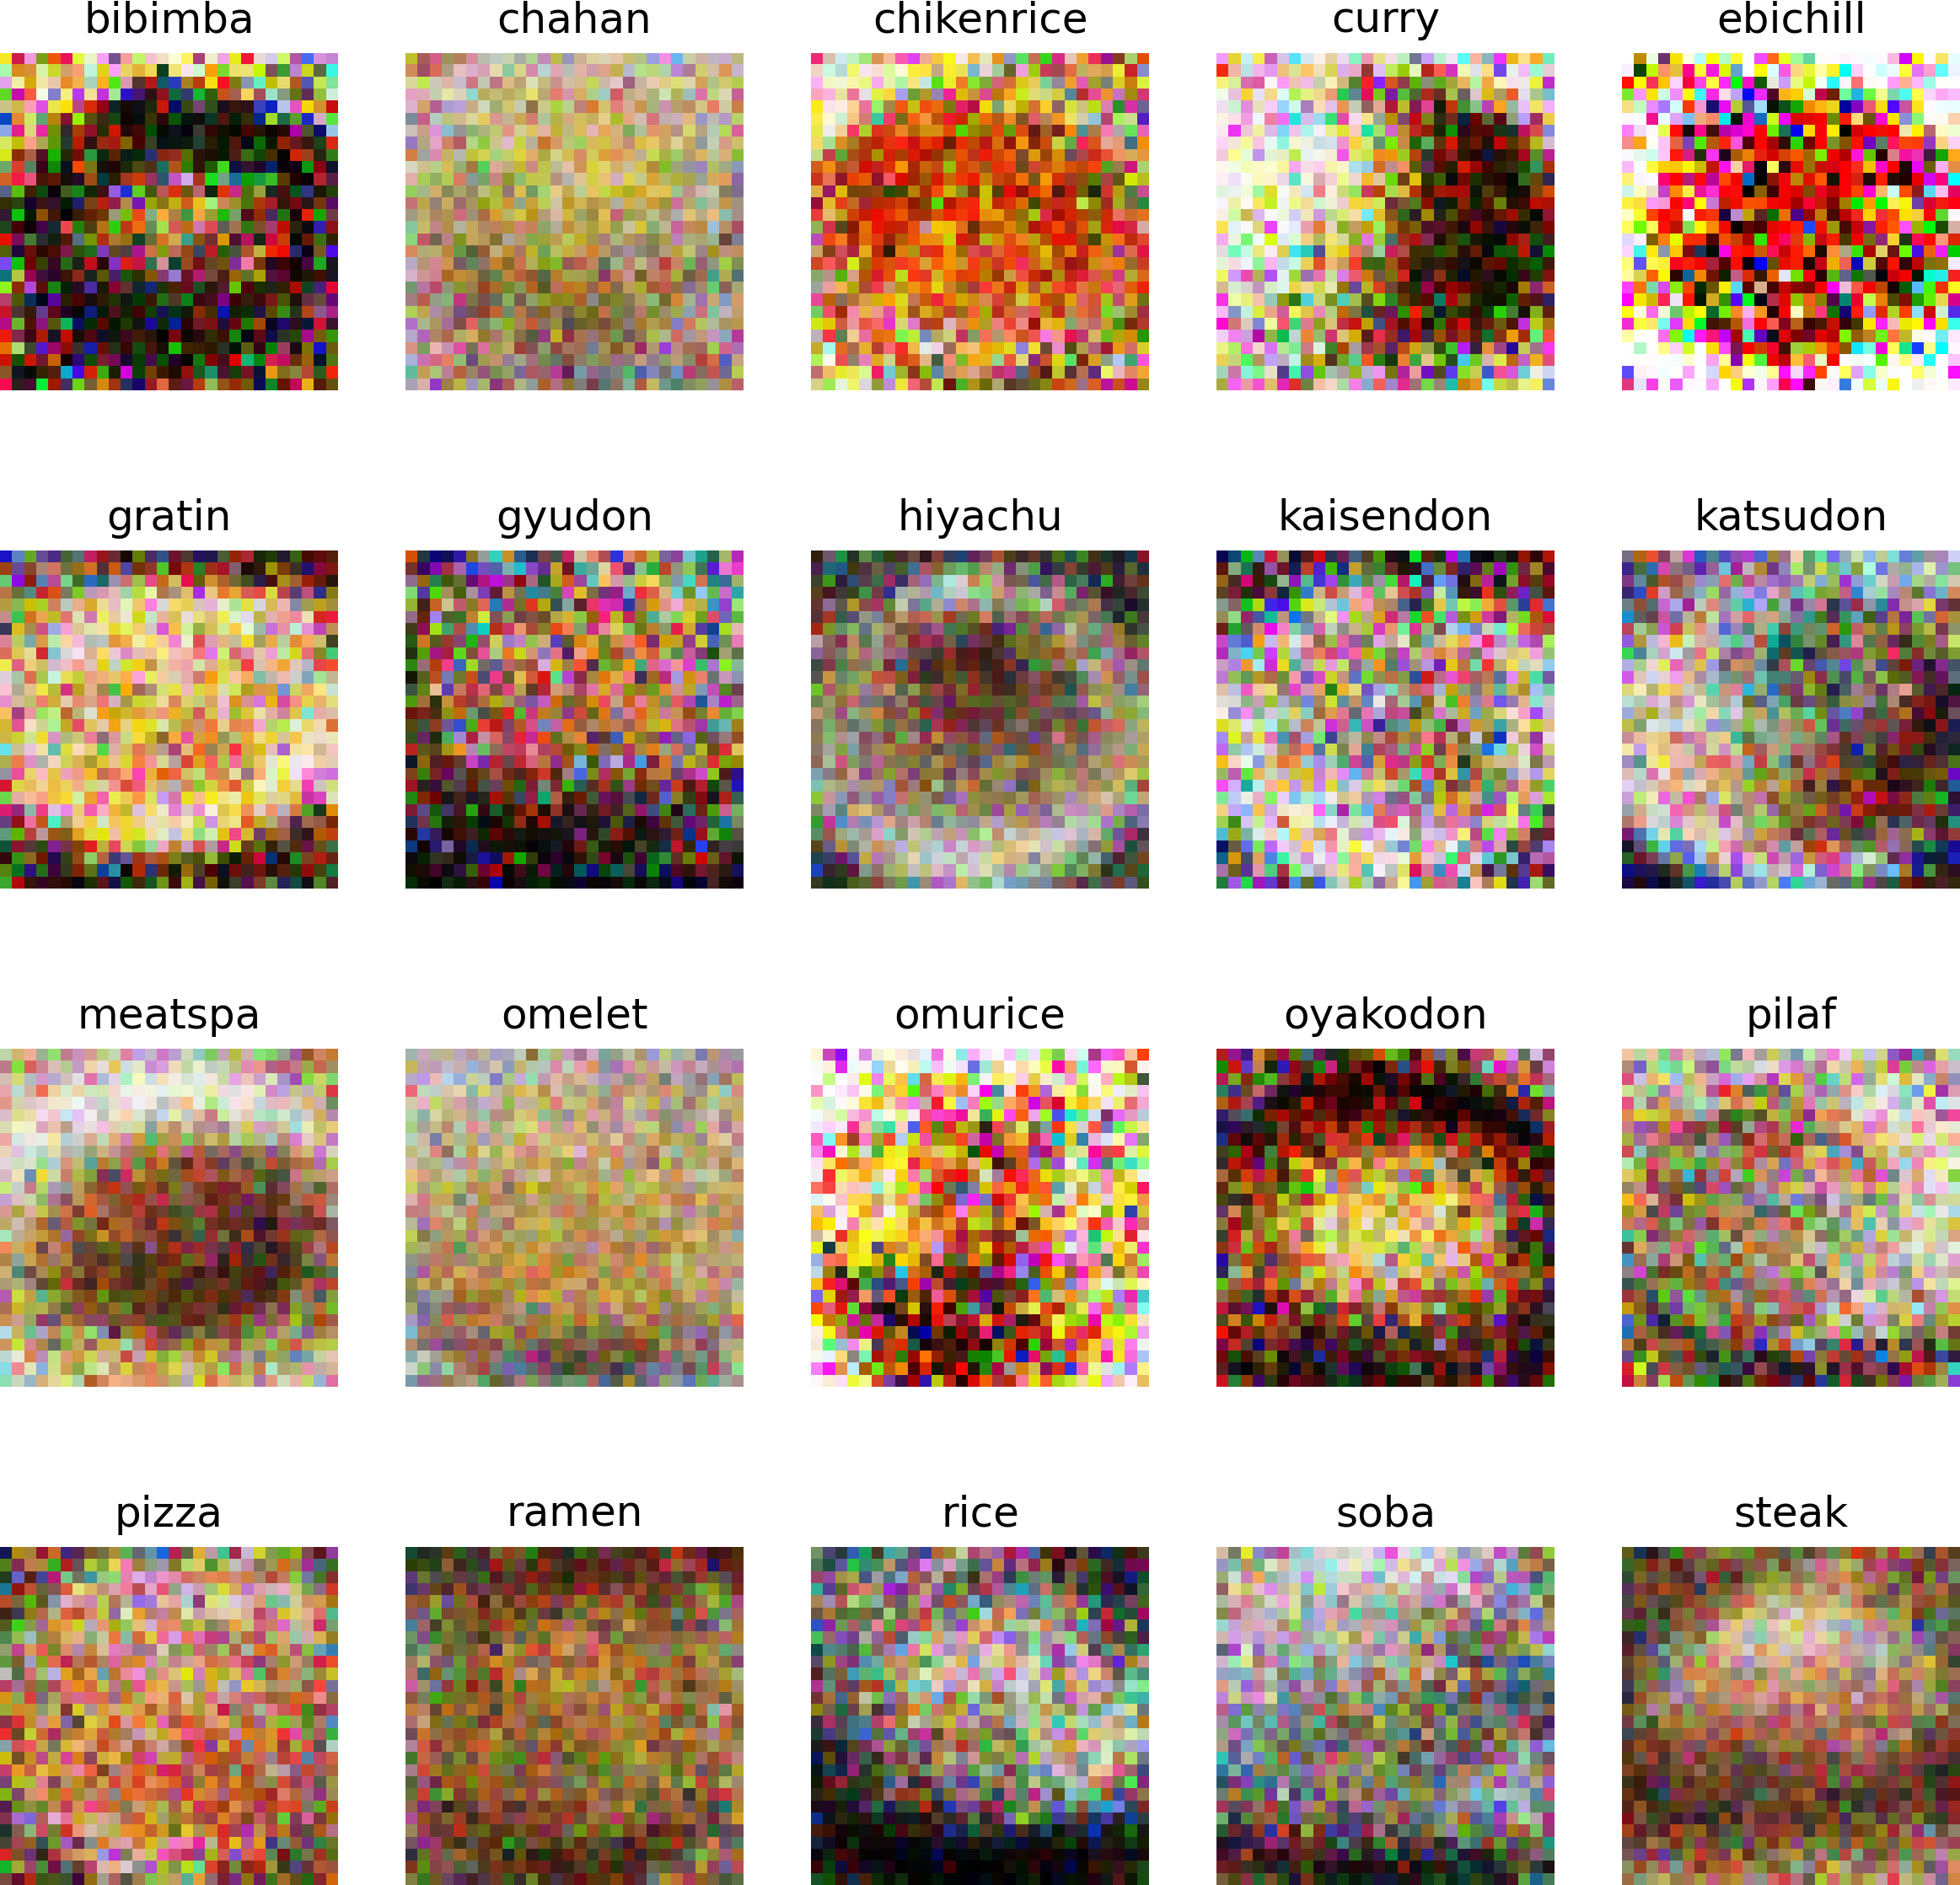 bibimba
chahan
chikenrice
curry
ebichill
gratin
gyudon
hiyachu
kaisendon
katsudon
meatspa
omelet
omurice
oyakodon
pilaf
pizza
ramen
rice
soba
steak